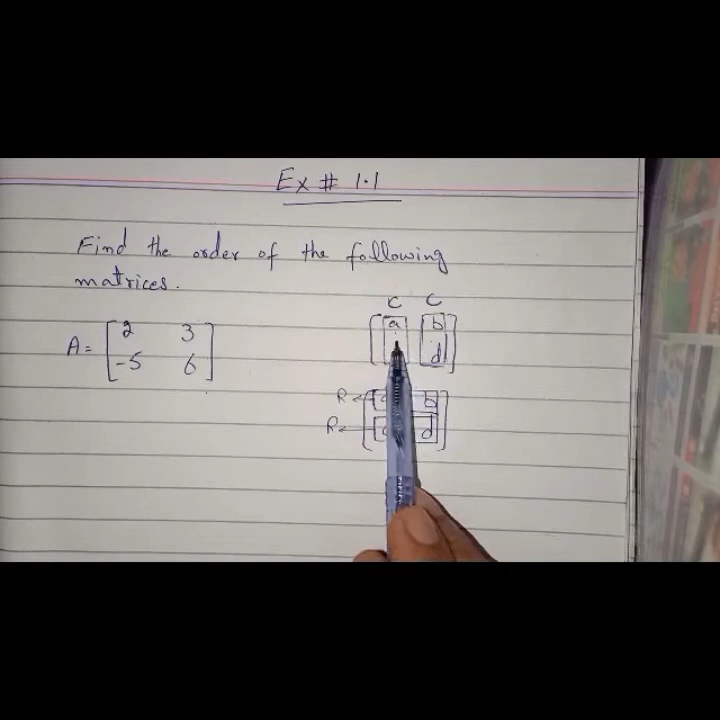 Ex # 1.1
Find the order of the following
matrices.
A = [ 2 3
-5 6 ]
C C
a b
d
R b
R d